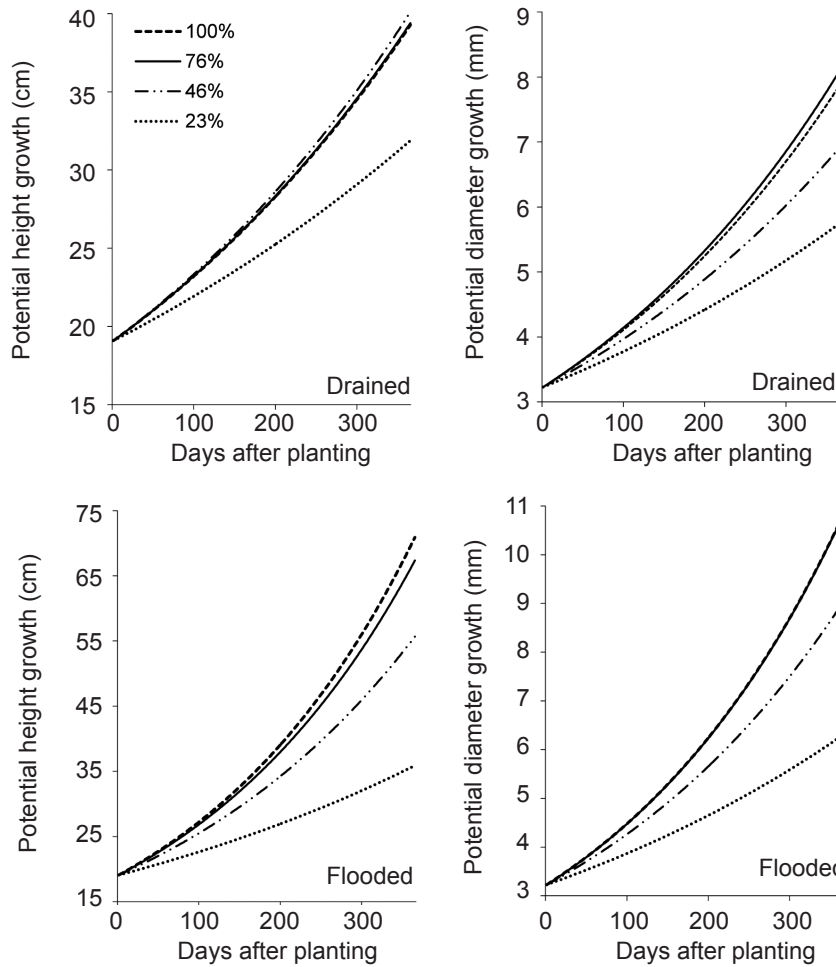 Potential height growth (cm)
40
35
30
25
20
15
100%
76%
46%
23%
Drained
0 100 200 300
Days after planting
Potential diameter growth (mm)
9
8
7
6
5
4
3
Drained
0 100 200 300
Days after planting
Potential height growth (cm)
75
65
55
45
35
25
15
Flooded
0 100 200 300
Days after planting
Potential diameter growth (mm)
11
10
9
8
7
6
5
4
3
Flooded
0 100 200 300
Days after planting